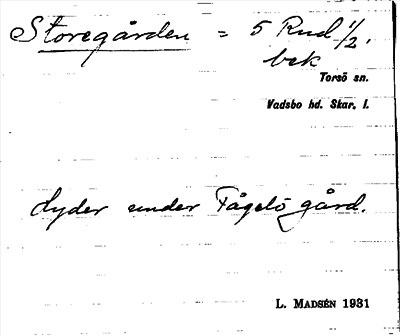 Storegården = 5 Rud 1/2.
bek
Torsö sn.
Vadsbo hd. Skar. l.
lyder under Fågelö gård.
L. MADSÉN 1931